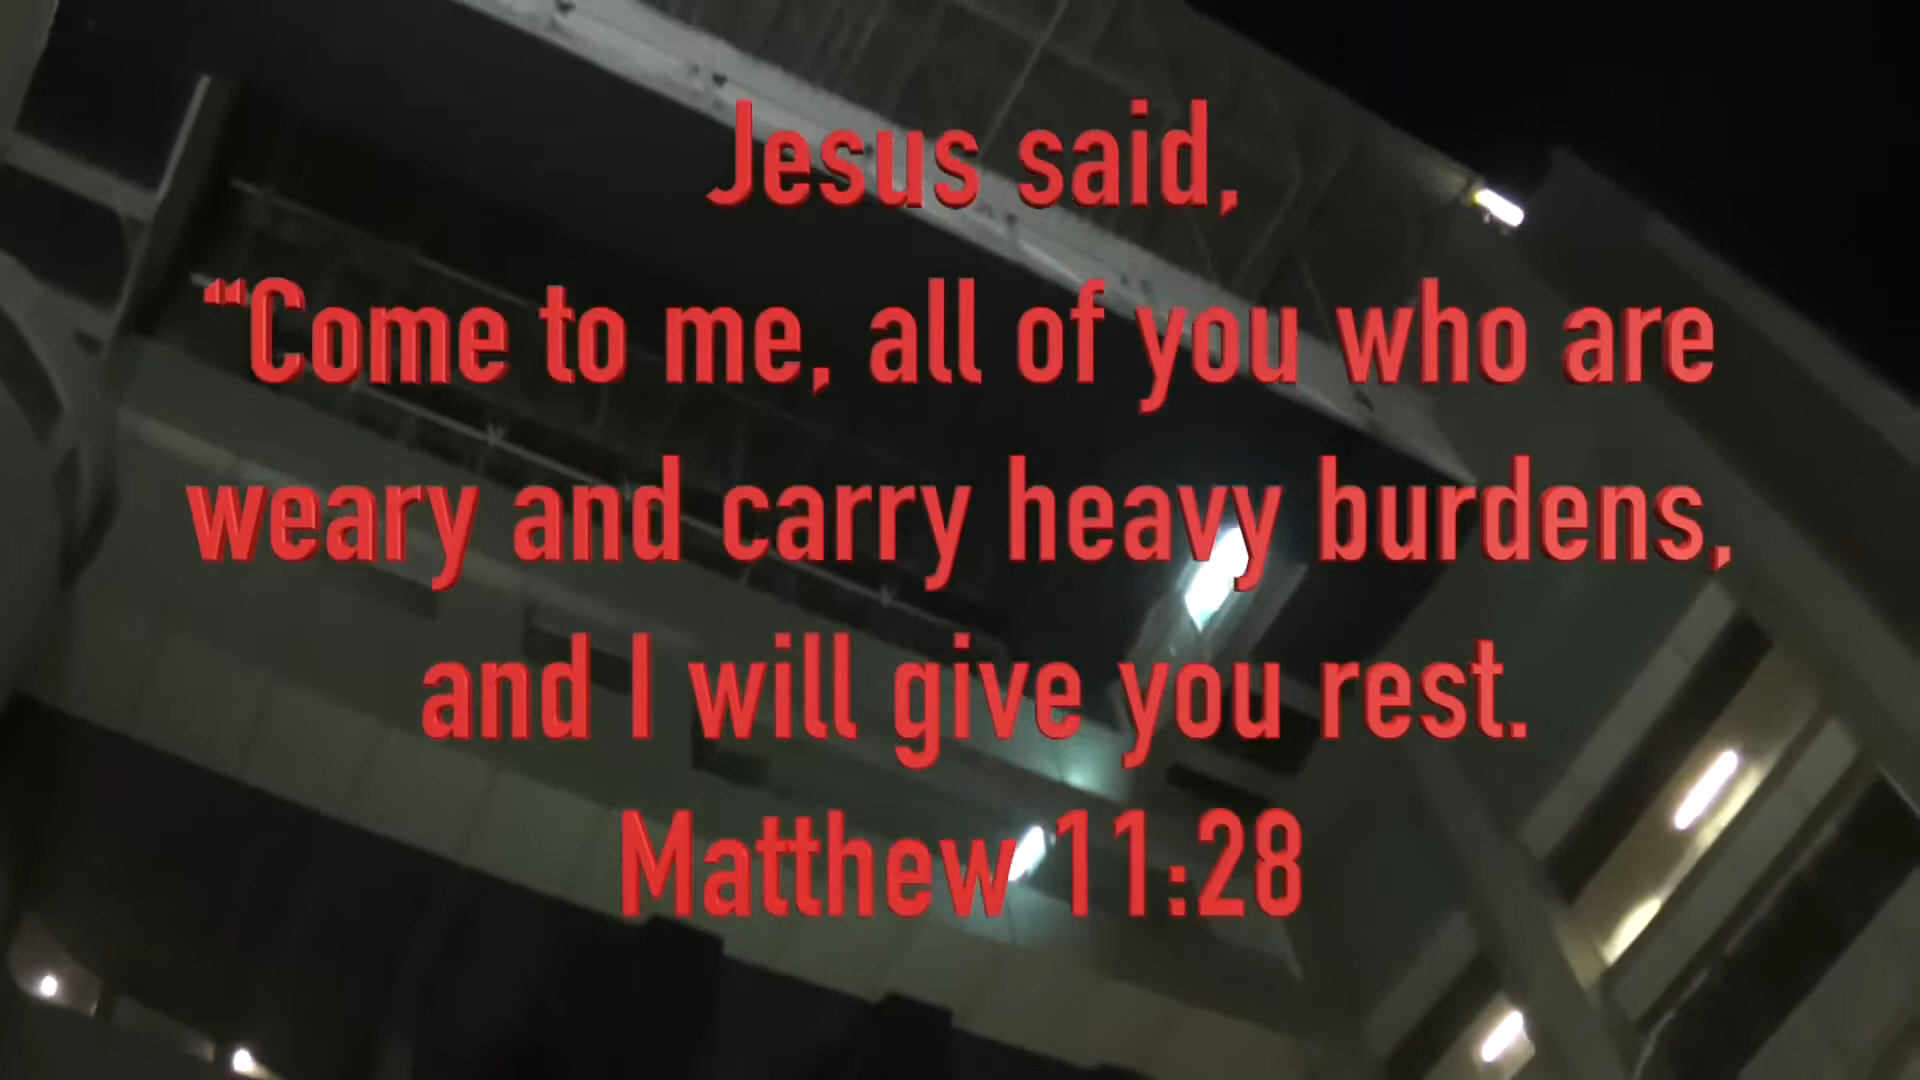 Jesus said,
“Come to me, all of you who are
weary and carry heavy burdens,
and I will give you rest.
Matthew 11:28